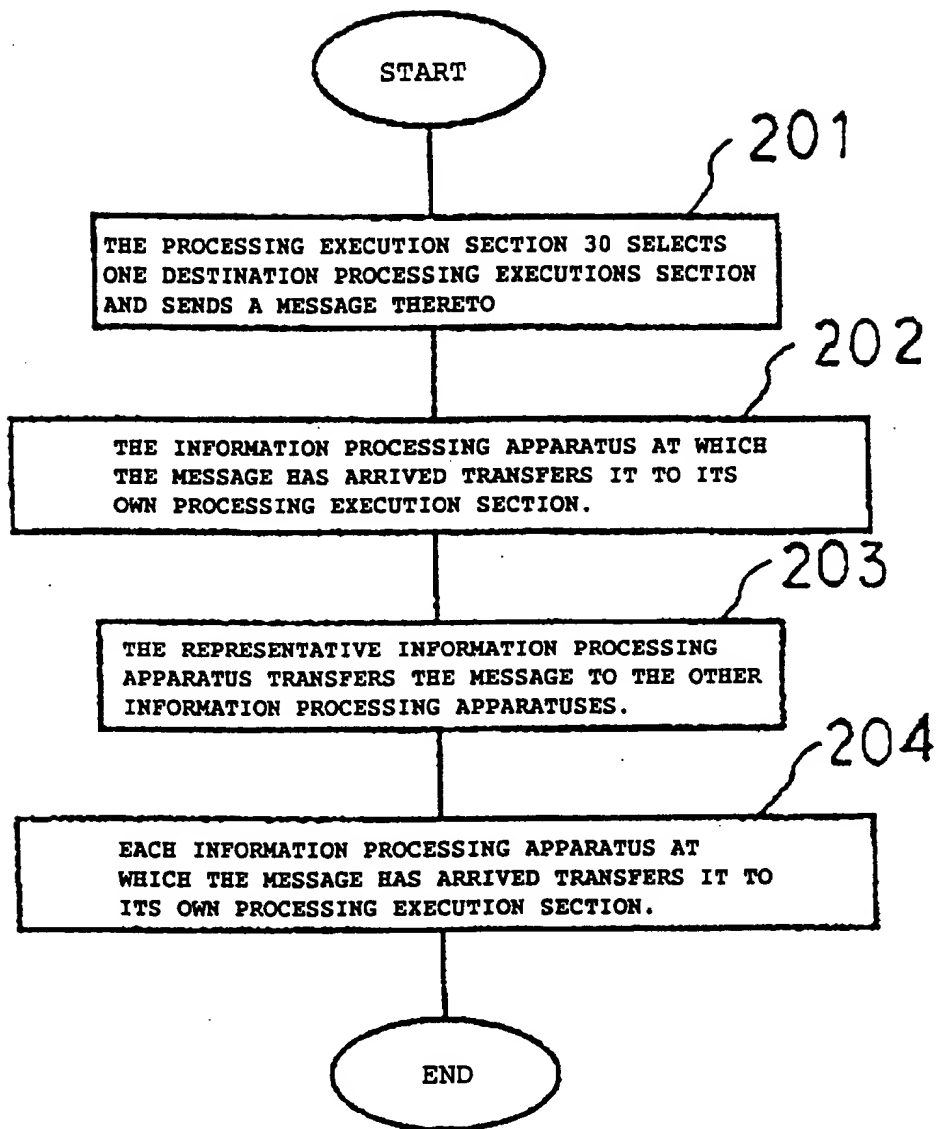 START
201
THE PROCESSING EXECUTION SECTION 30 SELECTS
ONE DESTINATION PROCESSING EXECUTIONS SECTION
AND SENDS A MESSAGE THERETO
202
THE INFORMATION PROCESSING APPARATUS AT WHICH
THE MESSAGE HAS ARRIVED TRANSFERS IT TO ITS
OWN PROCESSING EXECUTION SECTION.
203
THE REPRESENTATIVE INFORMATION PROCESSING
APPARATUS TRANSFERS THE MESSAGE TO THE OTHER
INFORMATION PROCESSING APPARATUSES.
204
EACH INFORMATION PROCESSING APPARATUS AT
WHICH THE MESSAGE HAS ARRIVED TRANSFERS IT TO
ITS OWN PROCESSING EXECUTION SECTION.
END